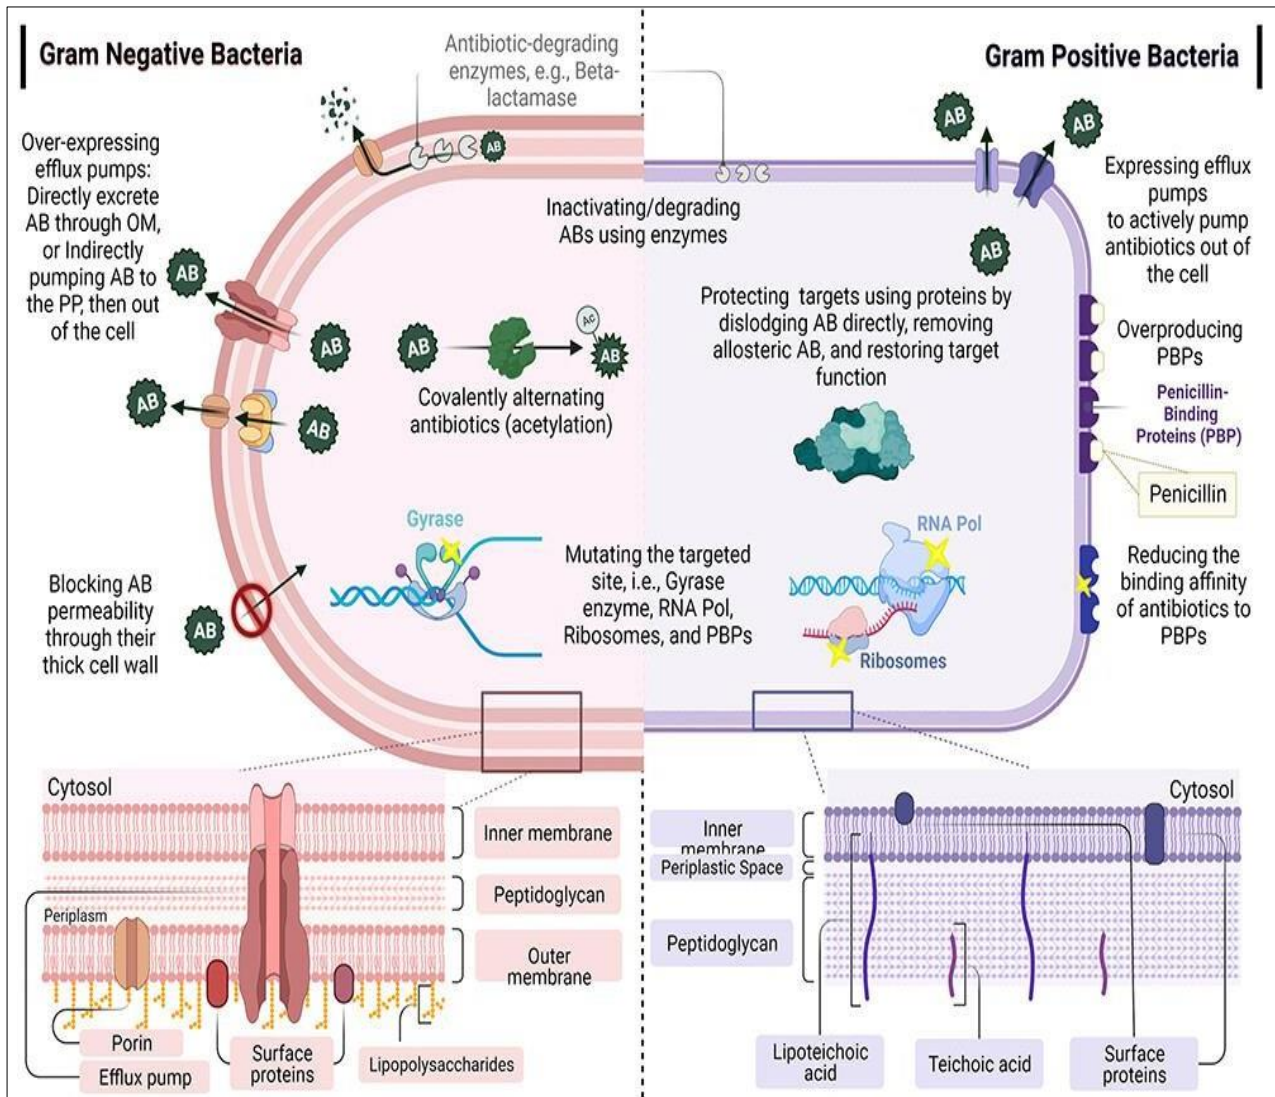 Gram Negative Bacteria
Antibiotic-degrading
enzymes, e.g., Beta-
lactamase
Gram Positive Bacteria
Over-expressing
efflux pumps:
Directly excrete
AB through OM,
or Indirectly
pumping AB to
the PP, then out
of the cell
AB
AB
AB
AB
AB
AB
Inactivating/degrading
ABs using enzymes
AB
AB
AB
Expressing efflux
pumps
to actively pump
antibiotics out of
the cell
AB
Ac
AB
Covalently alternating
antibiotics (acetylation)
Protecting targets using proteins by
dislodging AB directly, removing
allosteric AB, and restoring target
function
Overproducing
PBPs
Penicillin-
Binding
Proteins (PBP)
Penicillin
Gyrase
RNA Pol
Ribosomes
Mutating the targeted
site, i.e., Gyrase
enzyme, RNA Pol,
Ribosomes, and PBPs
Blocking AB
permeability
through their
thick cell wall
Reducing the
binding affinity
of antibiotics to
PBPs
Cytosol
Inner membrane
Peptidoglycan
Periplasm
Outer
membrane
Porin
Efflux pump
Surface
proteins
Lipopolysaccharides
Cytosol
Inner
membrane
Periplastic Space
Peptidoglycan
Lipoteichoic
acid
Teichoic acid
Surface
proteins